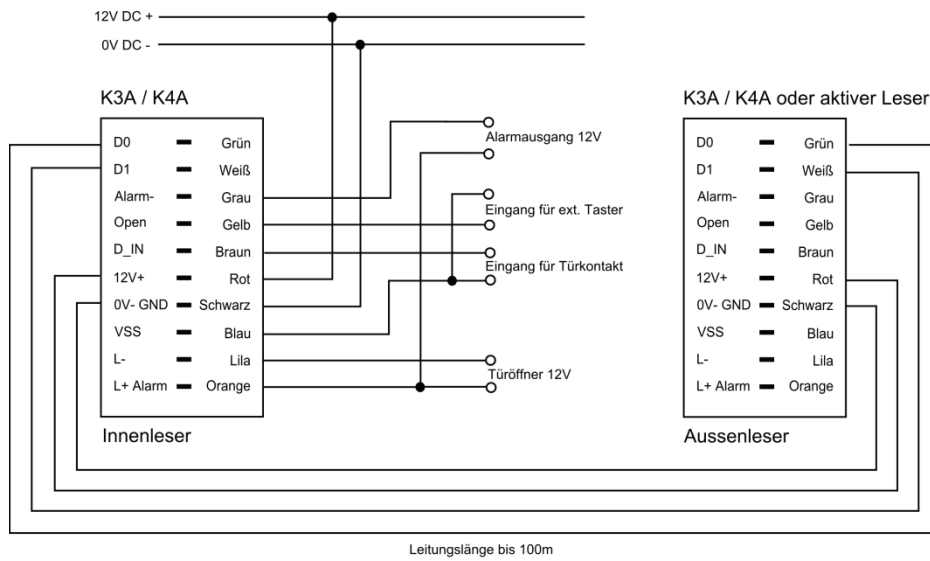 12V DC +
0V DC -
K3A / K4A
D0 Grün
D1 Weiß
Alarm- Grau
Open Gelb
D_IN Braun
12V+ Rot
0V- GND Schwarz
VSS Blau
L- Lila
L+ Alarm Orange
Innenleser
Alarmausgang 12V
Eingang für ext. Taster
Eingang für Türkontakt
Türöffner 12V
K3A / K4A oder aktiver Leser
D0 Grün
D1 Weiß
Alarm- Grau
Open Gelb
D_IN Braun
12V+ Rot
0V- GND Schwarz
VSS Blau
L- Lila
L+ Alarm Orange
Aussenleser
Leitungslänge bis 100m